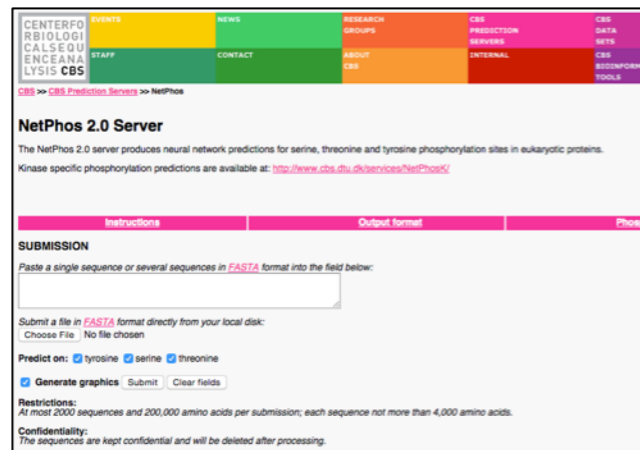 CENTERFO
RBIOLOGI
CALSEQU
ENCEANA
LYSIS CBS
EVENTS
NEWS
RESEARCH
GROUPS
CBS
PREDICTION
SERVERS
CBS
DATA
SETS
STAFF
CONTACT
ABOUT
CBS
INTERNAL
CBS
BIOINFORM
TOOLS
CBS >> CBS Prediction Servers >> NetPhos
NetPhos 2.0 Server
The NetPhos 2.0 server produces neural network predictions for serine, threonine and tyrosine phosphorylation sites in eukaryotic proteins.
Kinase specific phosphorylation predictions are available at: http://www.cbs.dtu.dk/services/NetPhosK/
Instructions
Output format
Phos
SUBMISSION
Paste a single sequence or several sequences in FASTA format into the field below:
Submit a file in FASTA format directly from your local disk:
Choose File No file chosen
Predict on: tyrosine serine threonine
Generate graphics Submit Clear fields
Restrictions:
At most 2000 sequences and 200,000 amino acids per submission; each sequence not more than 4,000 amino acids.
Confidentiality:
The sequences are kept confidential and will be deleted after processing.